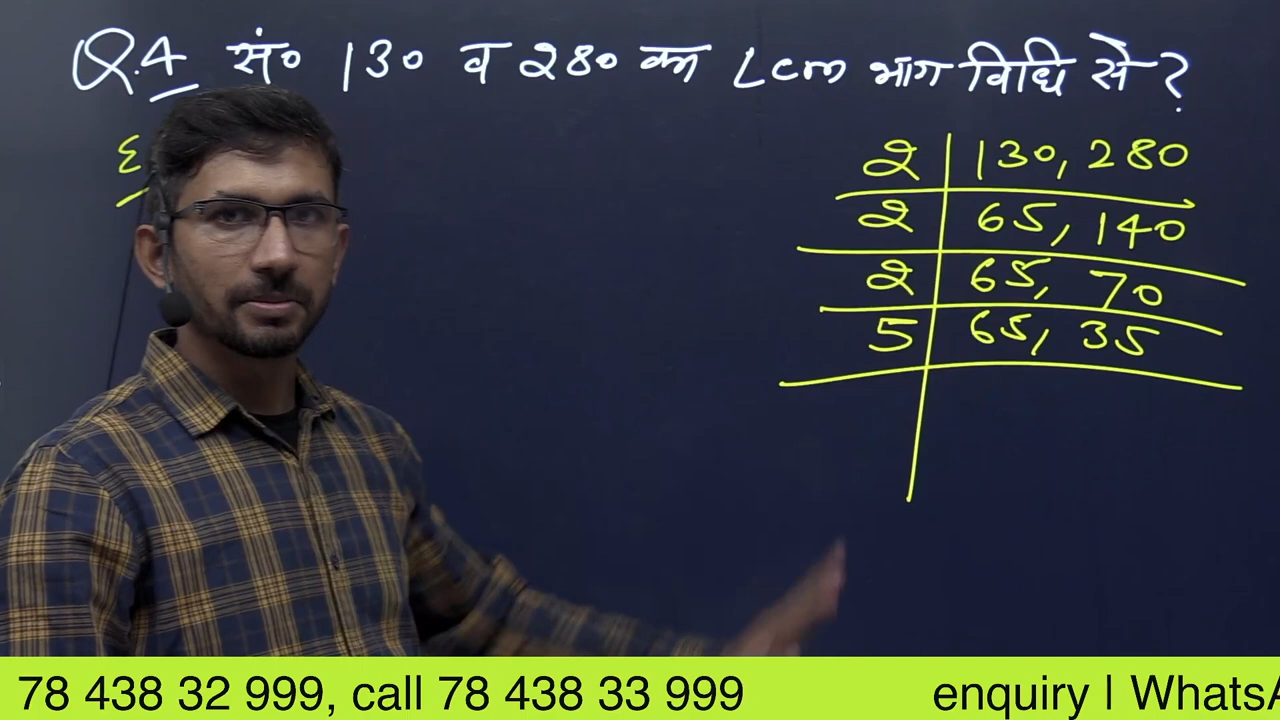 Q.4 सं० 130 व 280 का Lcm भाग विधि से ?
2 | 130, 280
2 | 65, 140
2 | 65, 70
5 | 65, 35
78 438 32 999, call 78 438 33 999 enquiry | WhatsA